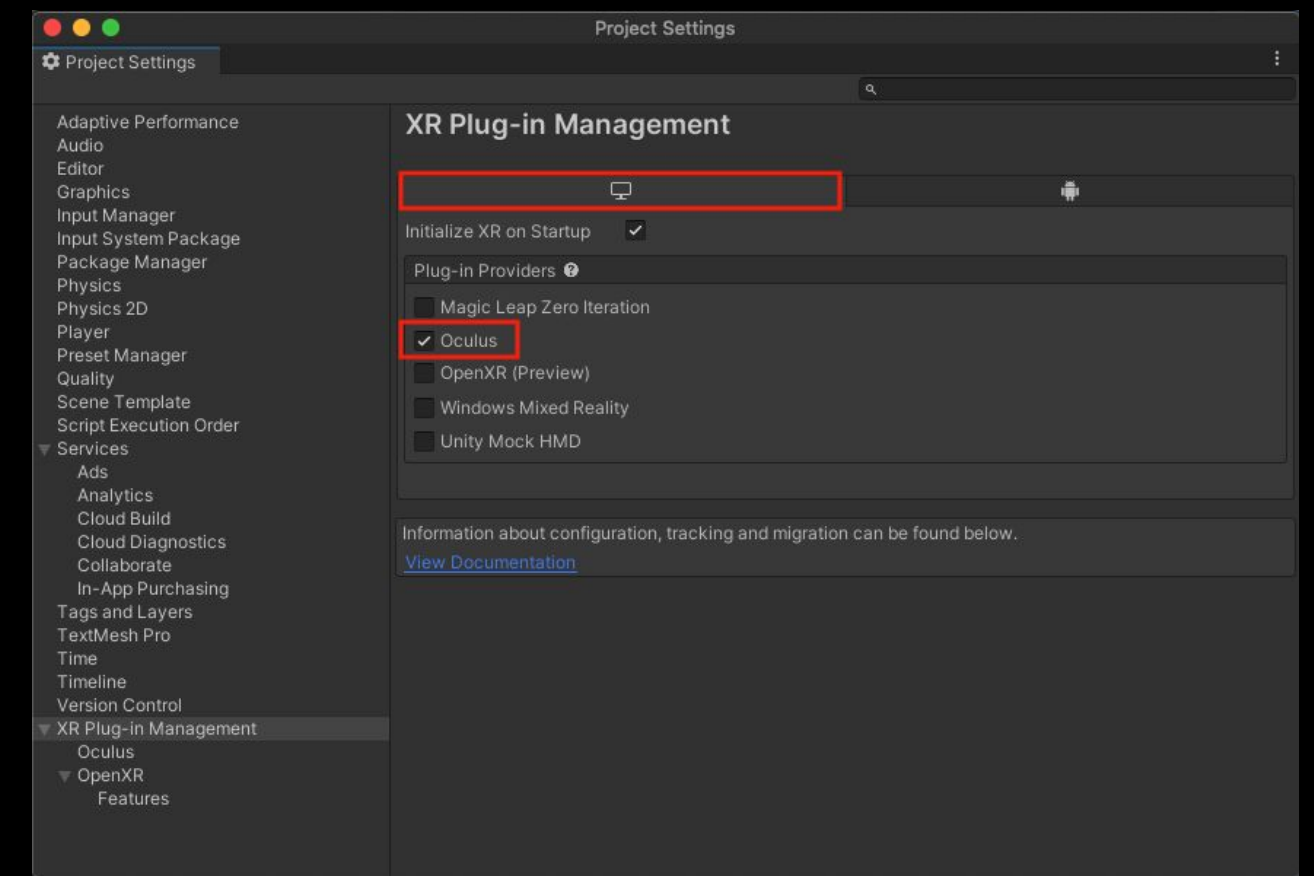 Project Settings
Project Settings
Adaptive Performance
Audio
Editor
Graphics
Input Manager
Input System Package
Package Manager
Physics
Physics 2D
Player
Preset Manager
Quality
Scene Template
Script Execution Order
Services
Ads
Analytics
Cloud Build
Cloud Diagnostics
Collaborate
In-App Purchasing
Tags and Layers
TextMesh Pro
Time
Timeline
Version Control
XR Plug-in Management
Oculus
OpenXR
Features
XR Plug-in Management
Initialize XR on Startup
Plug-in Providers
Magic Leap Zero Iteration
Oculus
OpenXR (Preview)
Windows Mixed Reality
Unity Mock HMD
Information about configuration, tracking and migration can be found below.
View Documentation